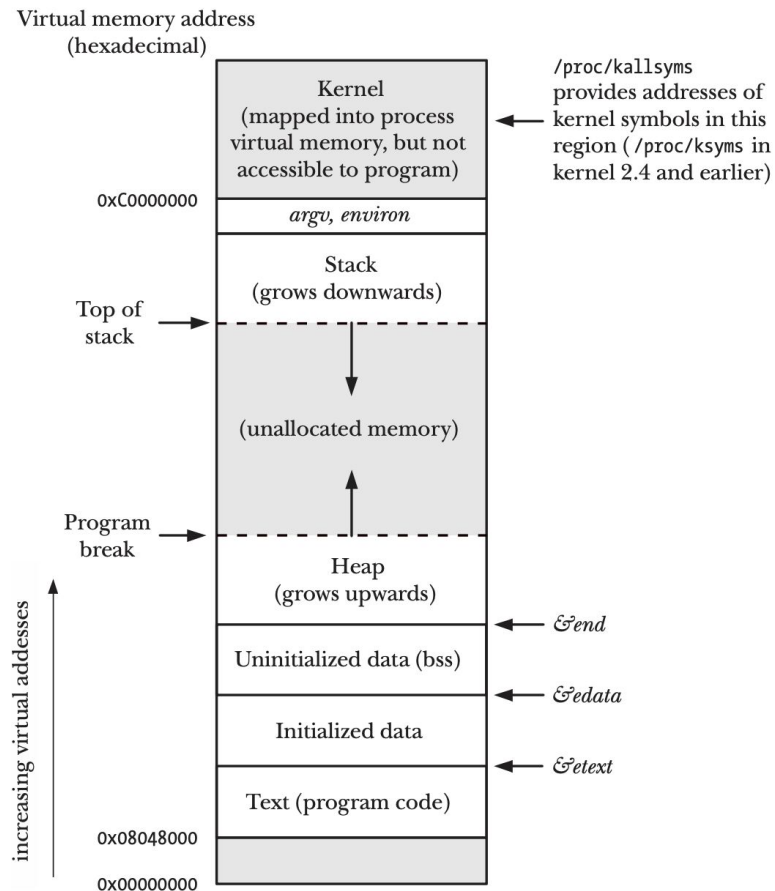 Virtual memory address
(hexadecimal)
Kernel
(mapped into process
virtual memory, but not
accessible to program)
/proc/kallsyms
provides addresses of
kernel symbols in this
region (/proc/ksyms in
kernel 2.4 and earlier)
0xC0000000
argv, environ
Stack
(grows downwards)
Top of
stack
(unallocated memory)
Program
break
Heap
(grows upwards)
&end
Uninitialized data (bss)
&edata
Initialized data
&etext
Text (program code)
0x08048000
0x00000000
increasing virtual addesses